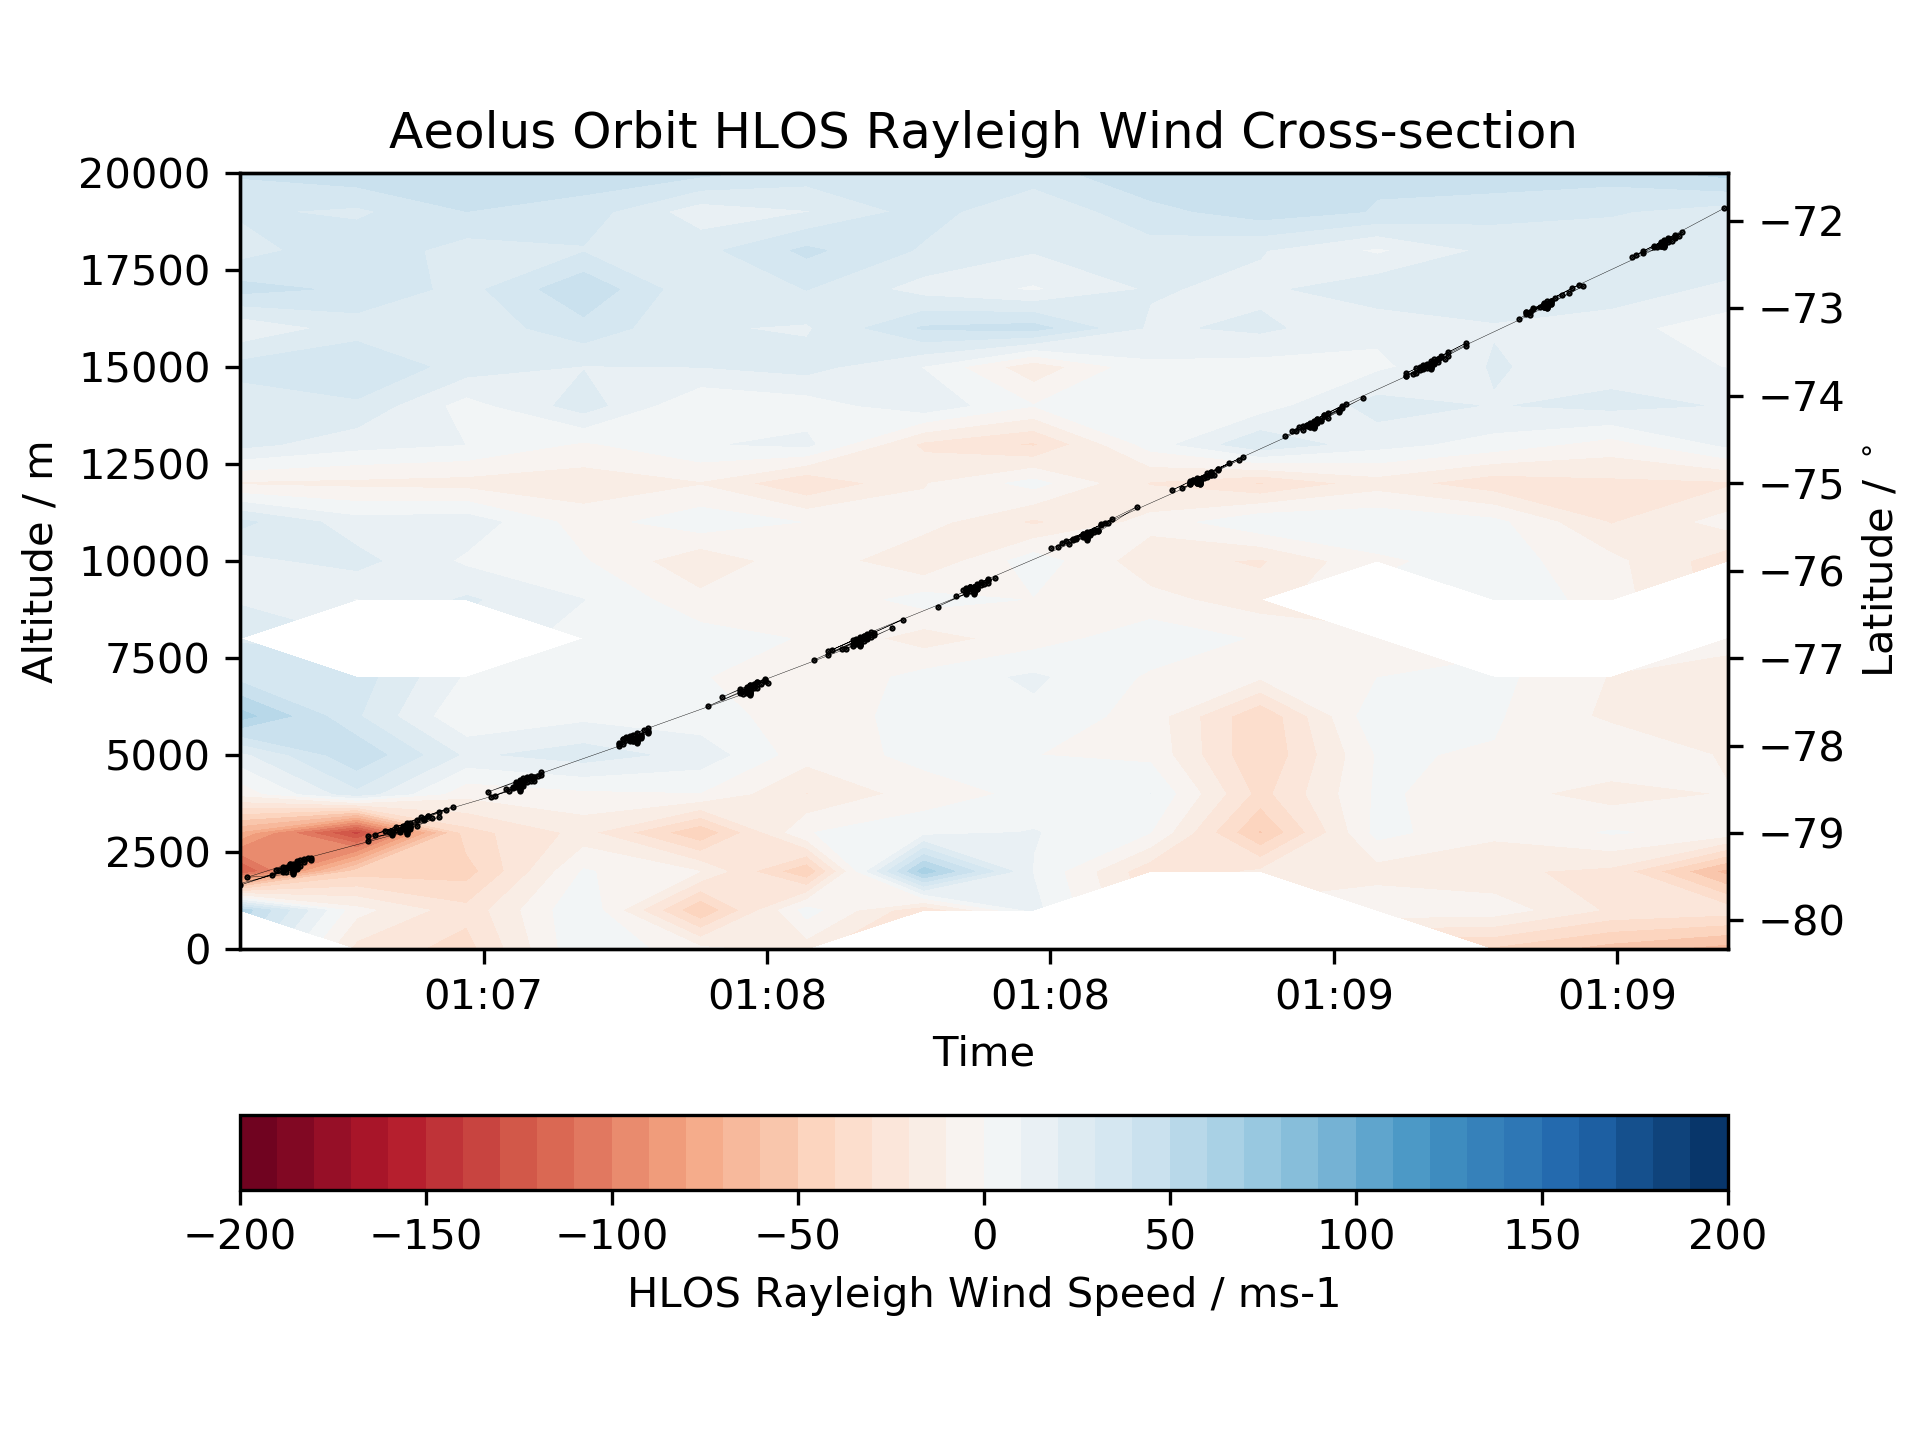 Aeolus Orbit HLOS Rayleigh Wind Cross-section
20000
17500
15000
12500
10000
7500
5000
2500
0
Altitude / m
−72
−73
−74
−75
−76
−77
−78
−79
−80
Latitude / °
01:07 01:08 01:08 01:09 01:09
Time
−200 −150 −100 −50 0 50 100 150 200
HLOS Rayleigh Wind Speed / ms-1